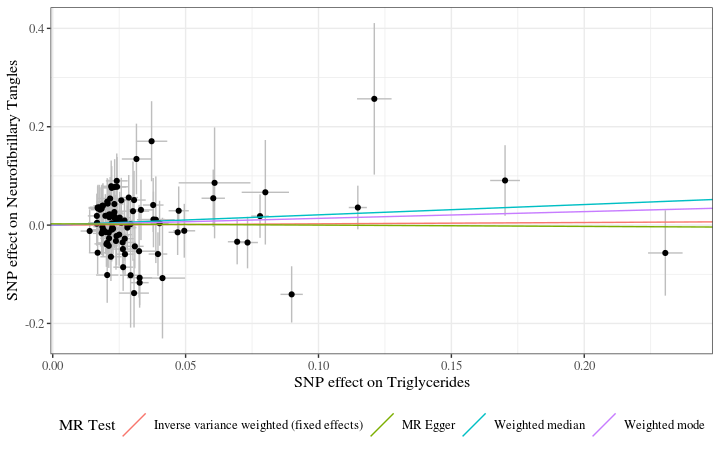 SNP effect on Neurofibrillary Tangles
0.4
0.2
0.0
-0.2
0.00 0.05 0.10 0.15 0.20
SNP effect on Triglycerides
MR Test Inverse variance weighted (fixed effects) MR Egger Weighted median Weighted mode